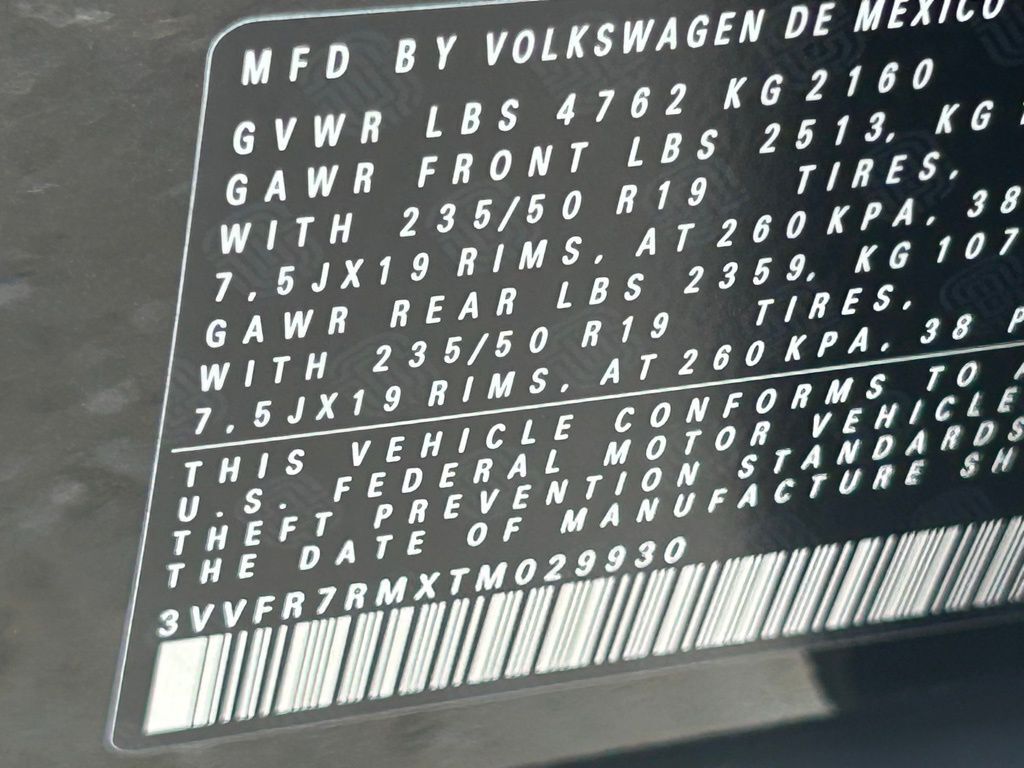 MFD BY VOLKSWAGEN DE MEXICO
GVWR LBS 4762 KG 2160
GAWR FRONT LBS 2513, KG
WITH 235/50 R19 TIRES,
7.5JX19 RIMS, AT 260 KPA, 38
GAWR REAR LBS 2359, KG 107
WITH 235/50 R19 TIRES,
7.5JX19 RIMS, AT 260 KPA, 38 P
THIS VEHICLE CONFORMS TO A
U.S. FEDERAL MOTOR VEHICLE
THEFT PREVENTION STANDARDS
THE DATE OF MANUFACTURE SH
3VVFR7RMXTM029930